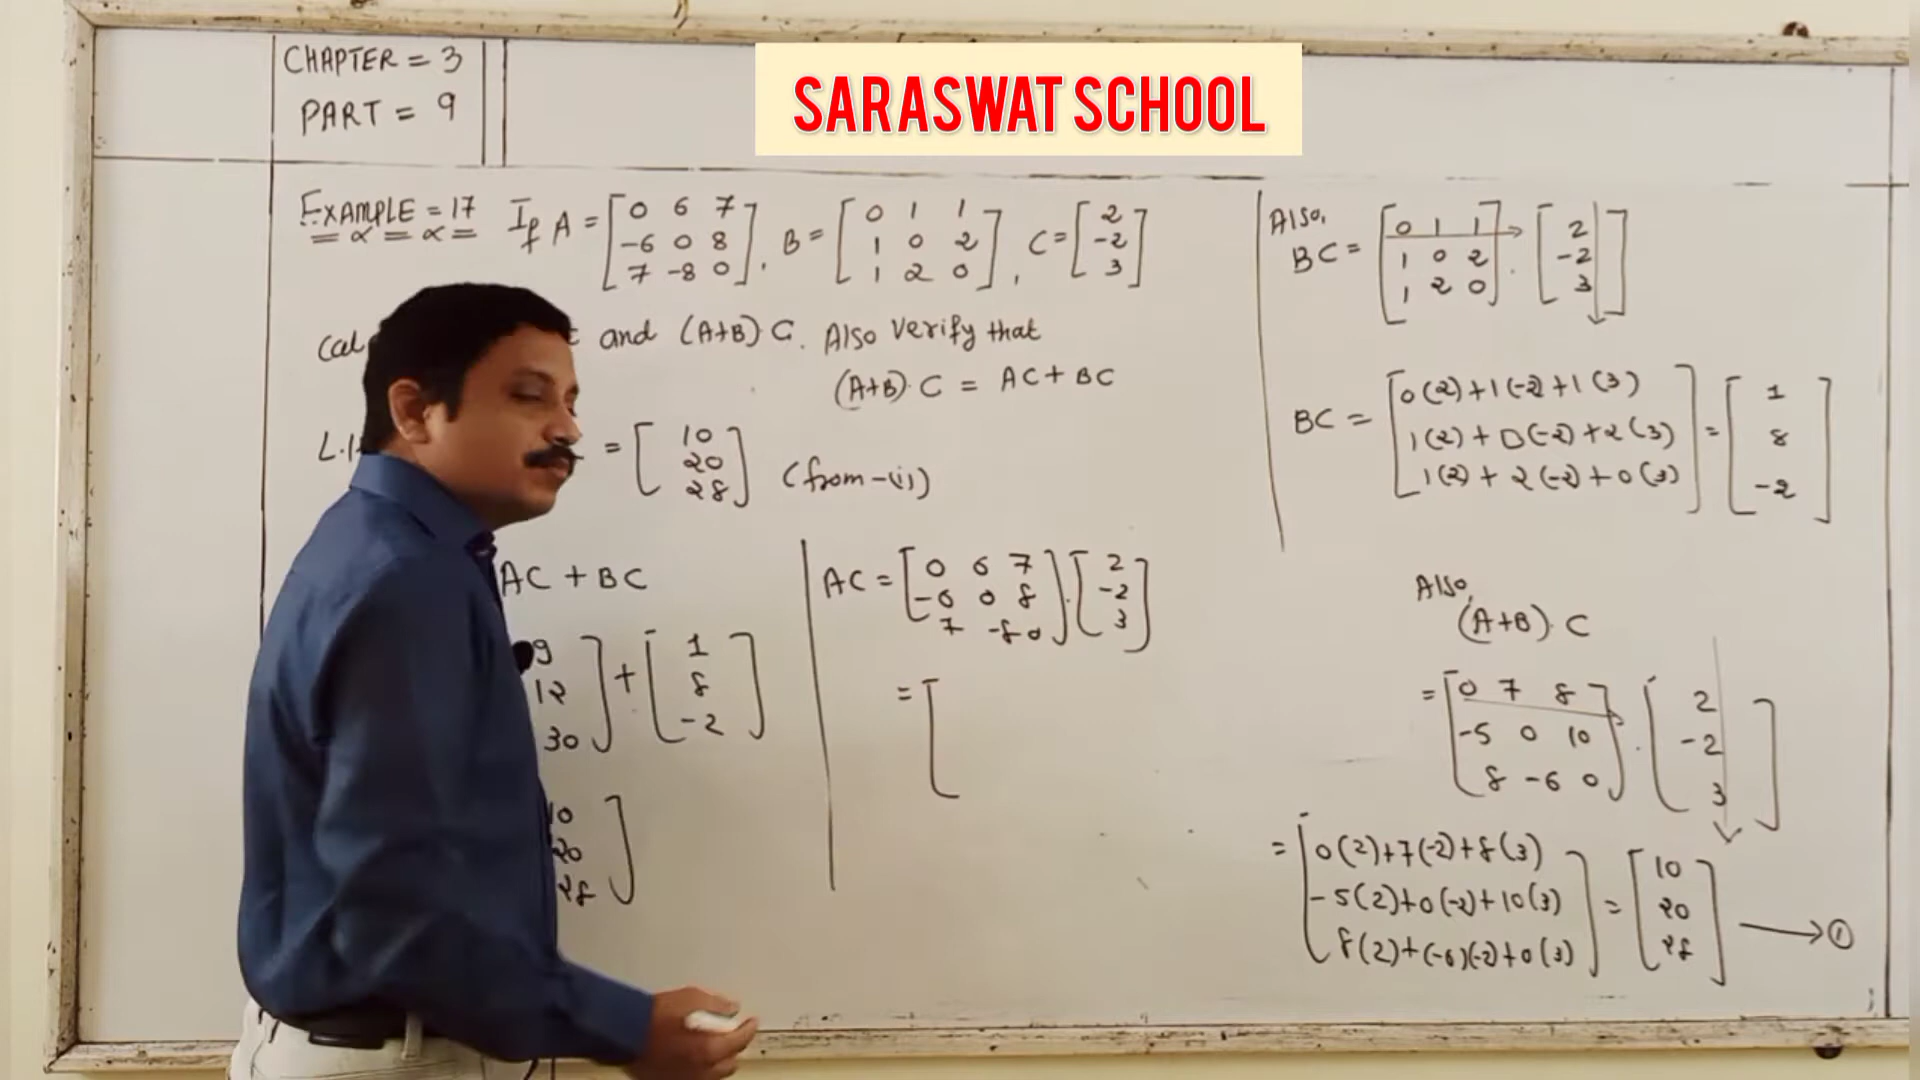 SARASWAT SCHOOL
CHAPTER = 3
PART = 9
EXAMPLE = 17 If A = [0 6 7
-6 0 8
7 -8 0], B = [0 1 1
1 0 2
1 2 0], C = [2
-2
3]
Cal and (A+B) C. Also verify that
(A+B)·C = AC + BC
= [10
20
28] (from-(i))
AC + BC
9
12
30] + [1
8
-2]
10
20
28]
AC = [0 6 7
-6 0 8
7 -8 0] · [2
-2
3]
= [
Also,
BC = [0 1 1
1 0 2
1 2 0] · [2
-2
3]
BC = [0(2)+1(-2)+1(3)
1(2)+0(-2)+2(3)
1(2)+2(-2)+0(3)] = [1
8
-2]
Also,
(A+B)·C
= [0 7 8
-5 0 10
8 -6 0] · [2
-2
3]
= [0(2)+7(-2)+8(3)
-5(2)+0(-2)+10(3)
8(2)+(-6)(-2)+0(3)] = [10
20
28] → ①